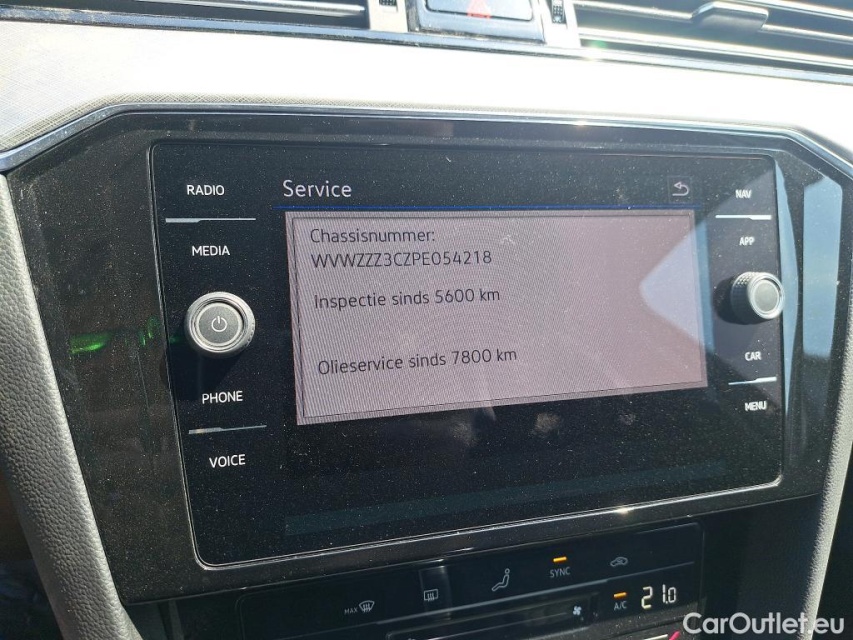 RADIO
Service
NAV
MEDIA
APP
Chassisnummer:
WVWZZZ3CZPE054218
Inspectie sinds 5600 km
Olieservice sinds 7800 km
CAR
PHONE
MENU
VOICE
SYNC
MAX
A/C
21.0
CarOutlet.eu